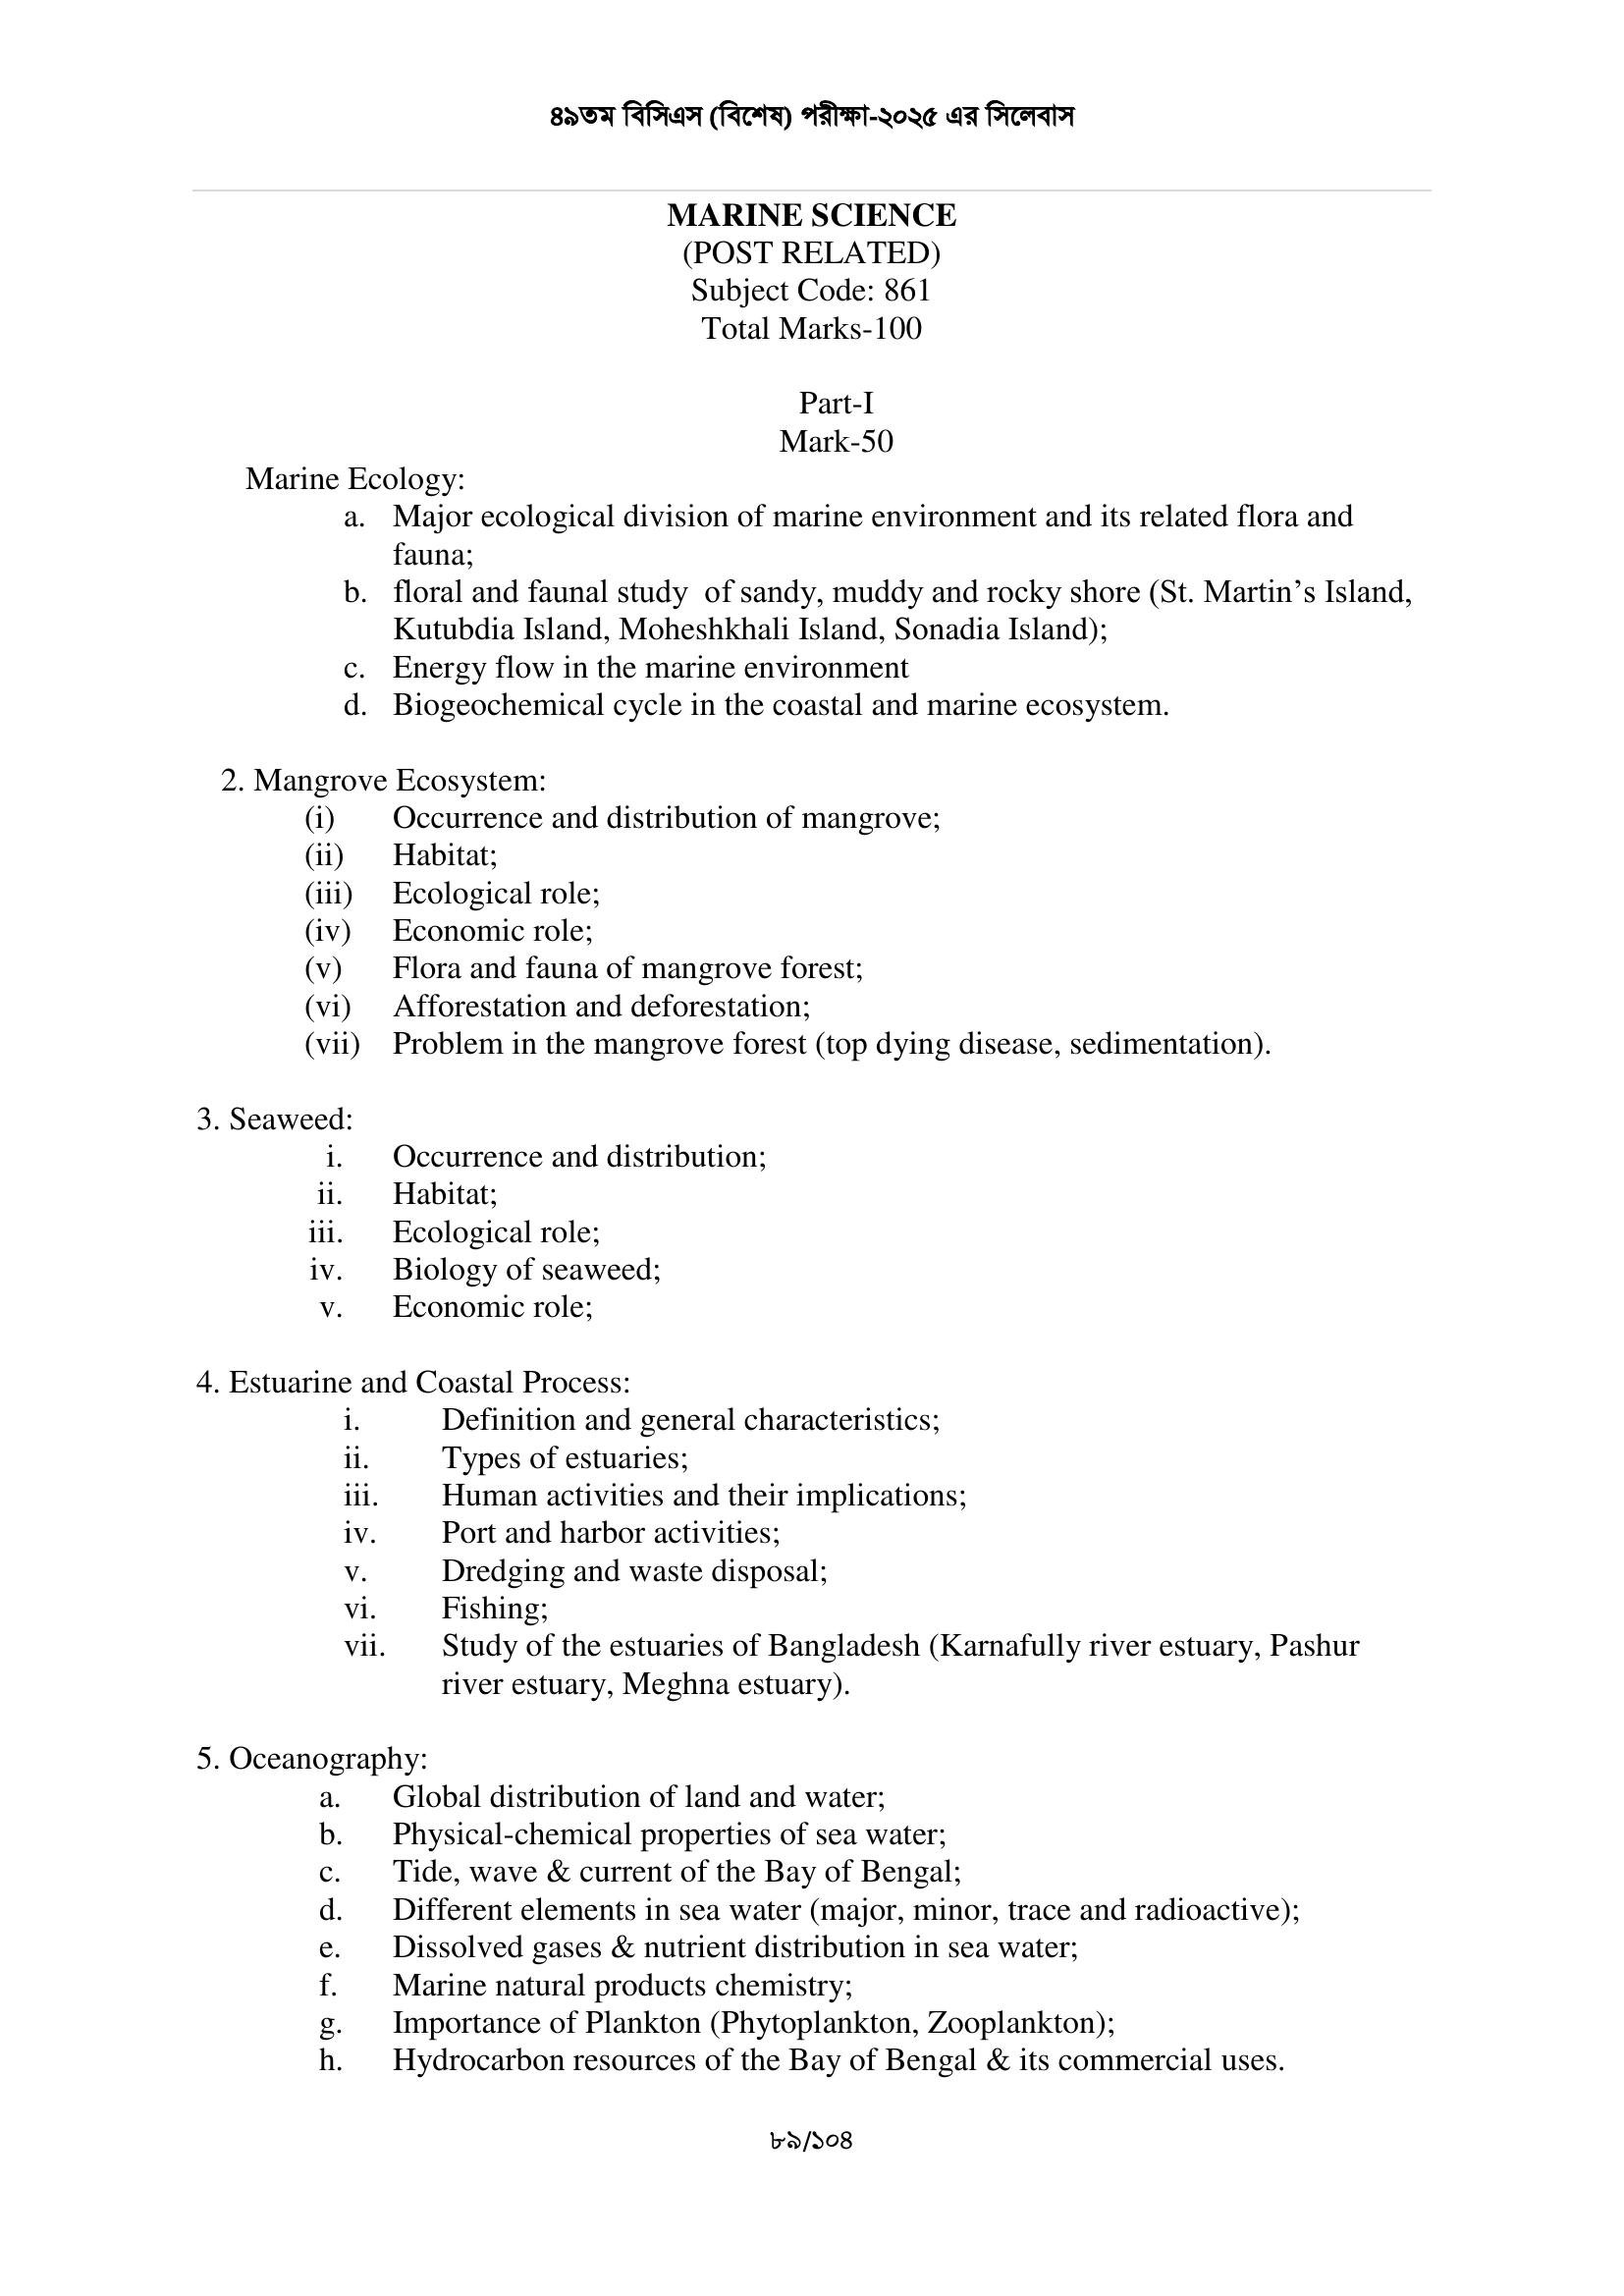 ৪৯তম বিসিএস (বিশেষ) পরীক্ষা-২০২৫ এর সিলেবাস
MARINE SCIENCE
(POST RELATED)
Subject Code: 861
Total Marks-100
Part-I
Mark-50
Marine Ecology:
a. Major ecological division of marine environment and its related flora and
fauna;
b. floral and faunal study of sandy, muddy and rocky shore (St. Martin’s Island,
Kutubdia Island, Moheshkhali Island, Sonadia Island);
c. Energy flow in the marine environment
d. Biogeochemical cycle in the coastal and marine ecosystem.
2. Mangrove Ecosystem:
(i) Occurrence and distribution of mangrove;
(ii) Habitat;
(iii) Ecological role;
(iv) Economic role;
(v) Flora and fauna of mangrove forest;
(vi) Afforestation and deforestation;
(vii) Problem in the mangrove forest (top dying disease, sedimentation).
3. Seaweed:
i. Occurrence and distribution;
ii. Habitat;
iii. Ecological role;
iv. Biology of seaweed;
v. Economic role;
4. Estuarine and Coastal Process:
i. Definition and general characteristics;
ii. Types of estuaries;
iii. Human activities and their implications;
iv. Port and harbor activities;
v. Dredging and waste disposal;
vi. Fishing;
vii. Study of the estuaries of Bangladesh (Karnafully river estuary, Pashur
river estuary, Meghna estuary).
5. Oceanography:
a. Global distribution of land and water;
b. Physical-chemical properties of sea water;
c. Tide, wave & current of the Bay of Bengal;
d. Different elements in sea water (major, minor, trace and radioactive);
e. Dissolved gases & nutrient distribution in sea water;
f. Marine natural products chemistry;
g. Importance of Plankton (Phytoplankton, Zooplankton);
h. Hydrocarbon resources of the Bay of Bengal & its commercial uses.
৮৯/১০৪